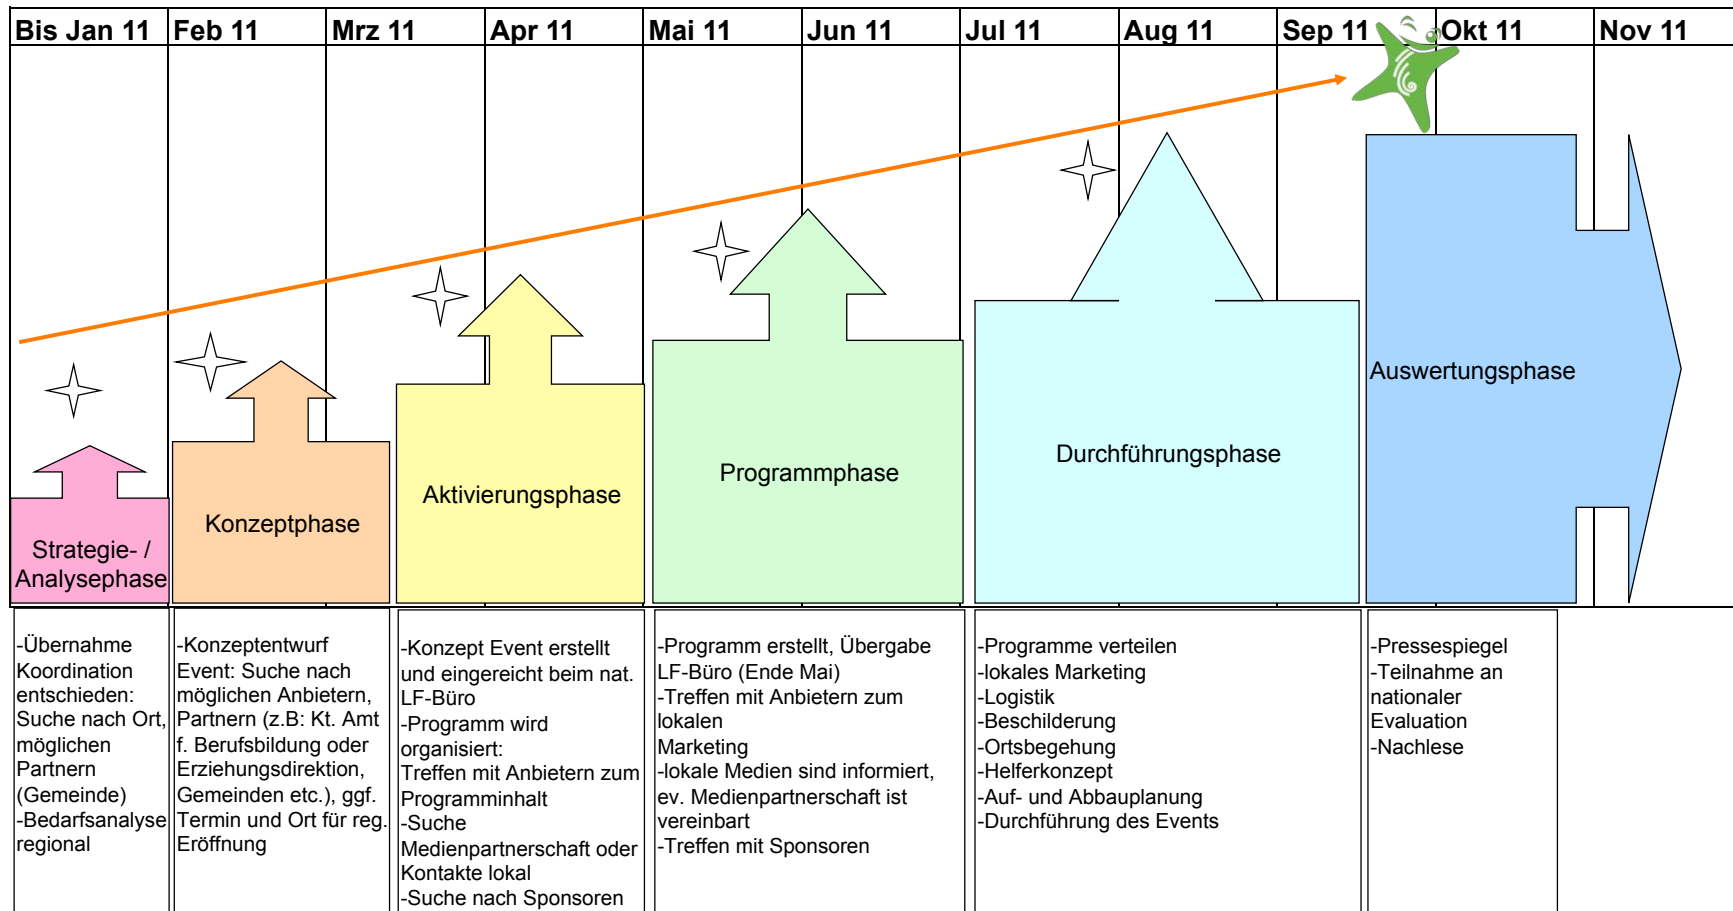 Bis Jan 11
Feb 11
Mrz 11
Apr 11
Mai 11
Jun 11
Jul 11
Aug 11
Sep 11
Okt 11
Nov 11
Strategie- /
Analysephase
Konzeptphase
Aktivierungsphase
Programmphase
Durchführungsphase
Auswertungsphase
-Übernahme
Koordination
entschieden:
Suche nach Ort,
möglichen
Partnern
(Gemeinde)
-Bedarfsanalyse
regional
-Konzeptentwurf
Event: Suche nach
möglichen Anbietern,
Partnern (z.B: Kt. Amt
f. Berufsbildung oder
Erziehungsdirektion,
Gemeinden etc.), ggf.
Termin und Ort für reg.
Eröffnung
-Konzept Event erstellt
und eingereicht beim nat.
LF-Büro
-Programm wird
organisiert:
Treffen mit Anbietern zum
Programminhalt
-Suche
Medienpartnerschaft oder
Kontakte lokal
-Suche nach Sponsoren
-Programm erstellt, Übergabe
LF-Büro (Ende Mai)
-Treffen mit Anbietern zum
lokalen
Marketing
-lokale Medien sind informiert,
ev. Medienpartnerschaft ist
vereinbart
-Treffen mit Sponsoren
-Programme verteilen
-lokales Marketing
-Logistik
-Beschilderung
-Ortsbegehung
-Helferkonzept
-Auf- und Abbauplanung
-Durchführung des Events
-Pressespiegel
-Teilnahme an
nationaler
Evaluation
-Nachlese